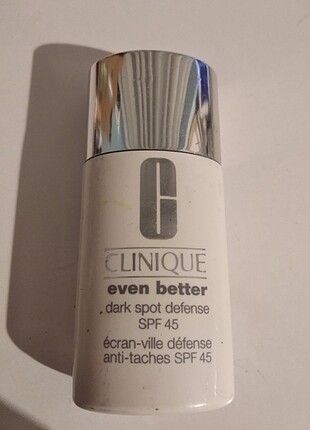 C
CLINIQUE
even better
dark spot defense
SPF 45
écran-ville défense
anti-taches SPF 45